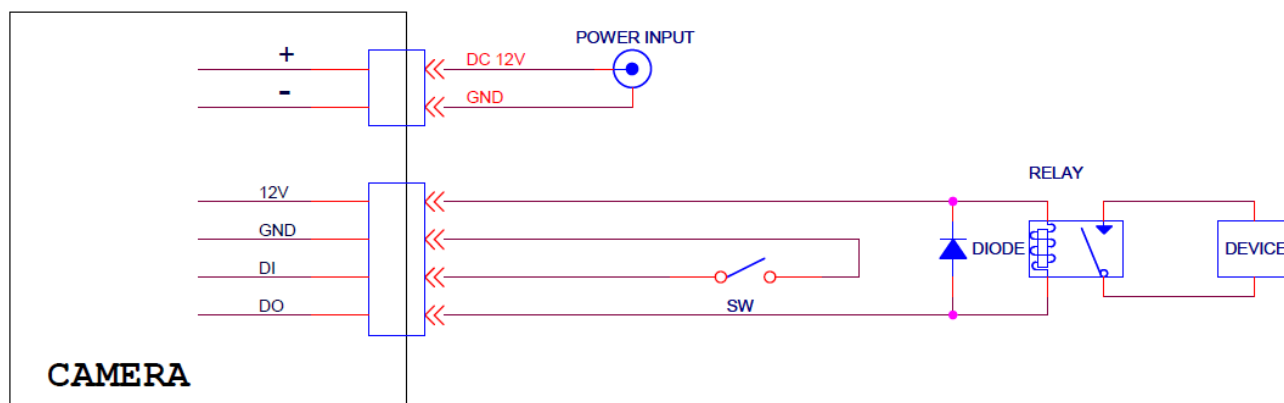 POWER INPUT
+
DC 12V
-
GND
RELAY
12V
GND
DIODE
DEVICE
DI
DO
SW
CAMERA